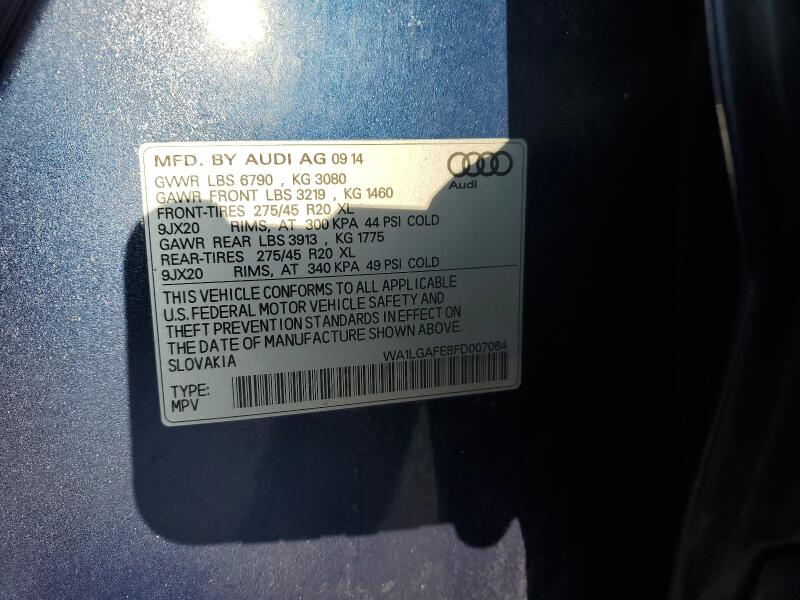 MFD. BY AUDI AG 09 14
GVWR LBS 6790 , KG 3080
GAWR FRONT LBS 3219 , KG 1460
FRONT-TIRES 275/45 R20 XL
9JX20 RIMS, AT 300 KPA 44 PSI COLD
GAWR REAR LBS 3913 , KG 1775
REAR-TIRES 275/45 R20 XL
9JX20 RIMS, AT 340 KPA 49 PSI COLD
Audi
THIS VEHICLE CONFORMS TO ALL APPLICABLE
U.S. FEDERAL MOTOR VEHICLE SAFETY AND
THEFT PREVENTION STANDARDS IN EFFECT ON
THE DATE OF MANUFACTURE SHOWN ABOVE.
SLOVAKIA WA1LGAFE8FD007064
TYPE:
MPV